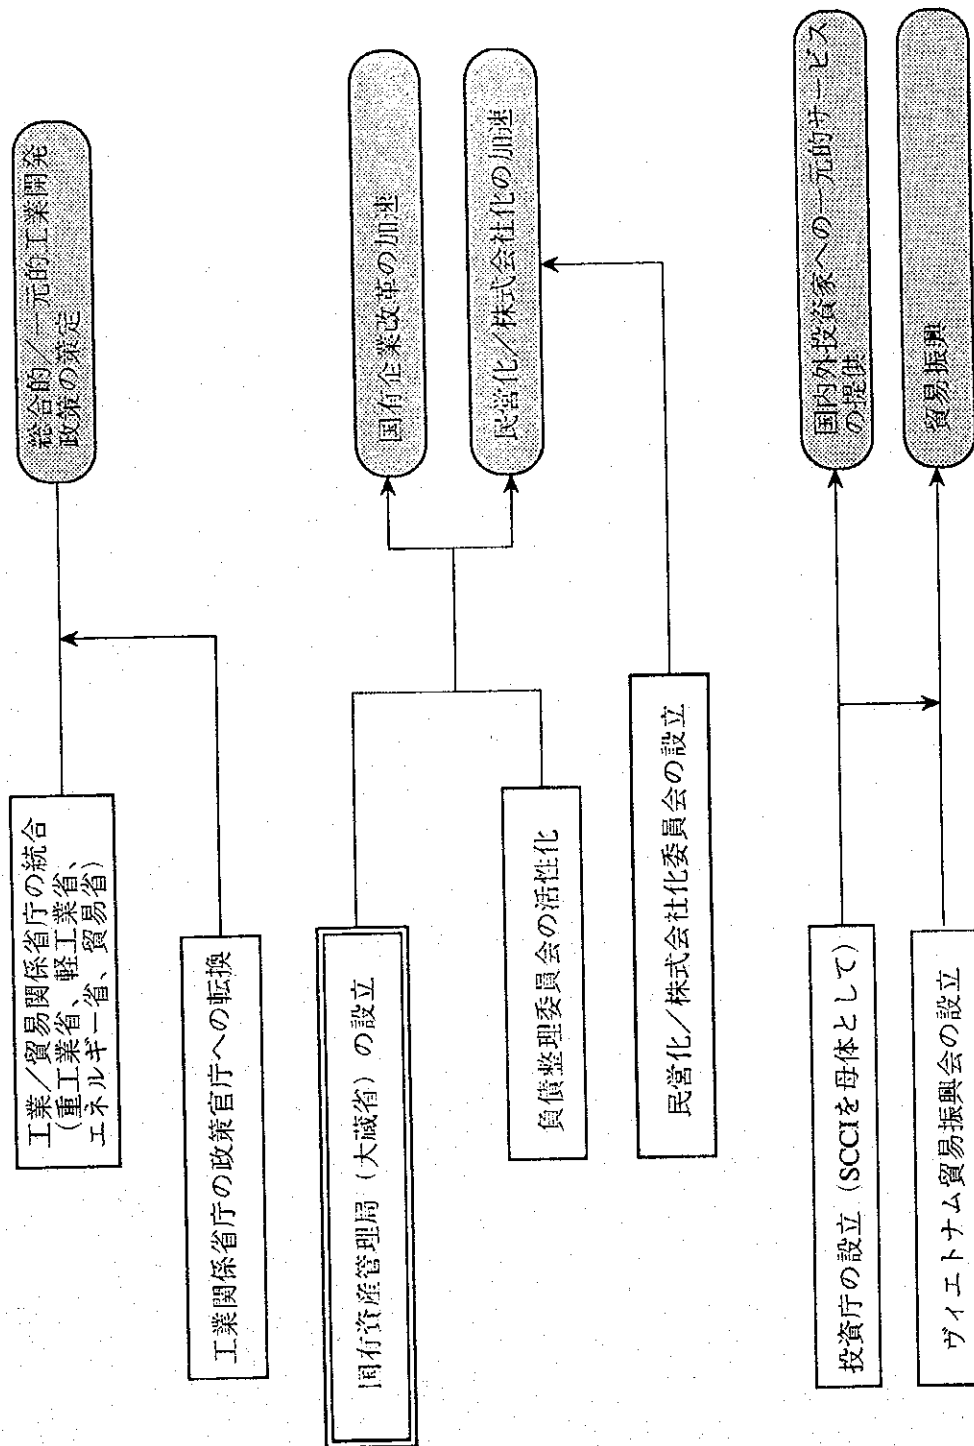 工業／貿易関係省庁の統合
(重工業省、軽工業省、
エネルギー省、貿易省)
総合的／一元的工業開発
政策の策定
工業関係省庁の政策官庁への転換
国有資産管理局（大蔵省）の設立
国有企業改革の加速
負債整理委員会の活性化
民営化／株式会社化の加速
民営化／株式会社化委員会の設立
投資庁の設立（SCCIを母体として）
国内外投資家への一元的サービス
の提供
ヴィエトナム貿易振興会の設立
貿易振興